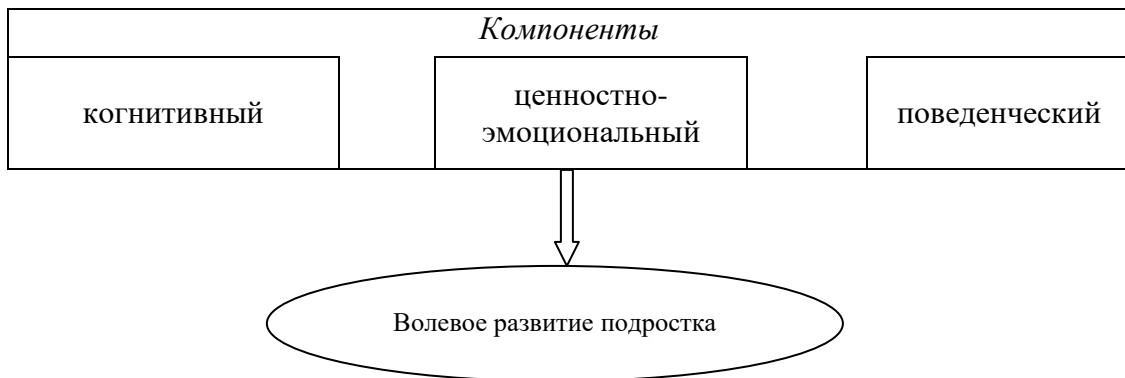 Компоненты
когнитивный
ценностно-
эмоциональный
поведенческий
Волевое развитие подростка